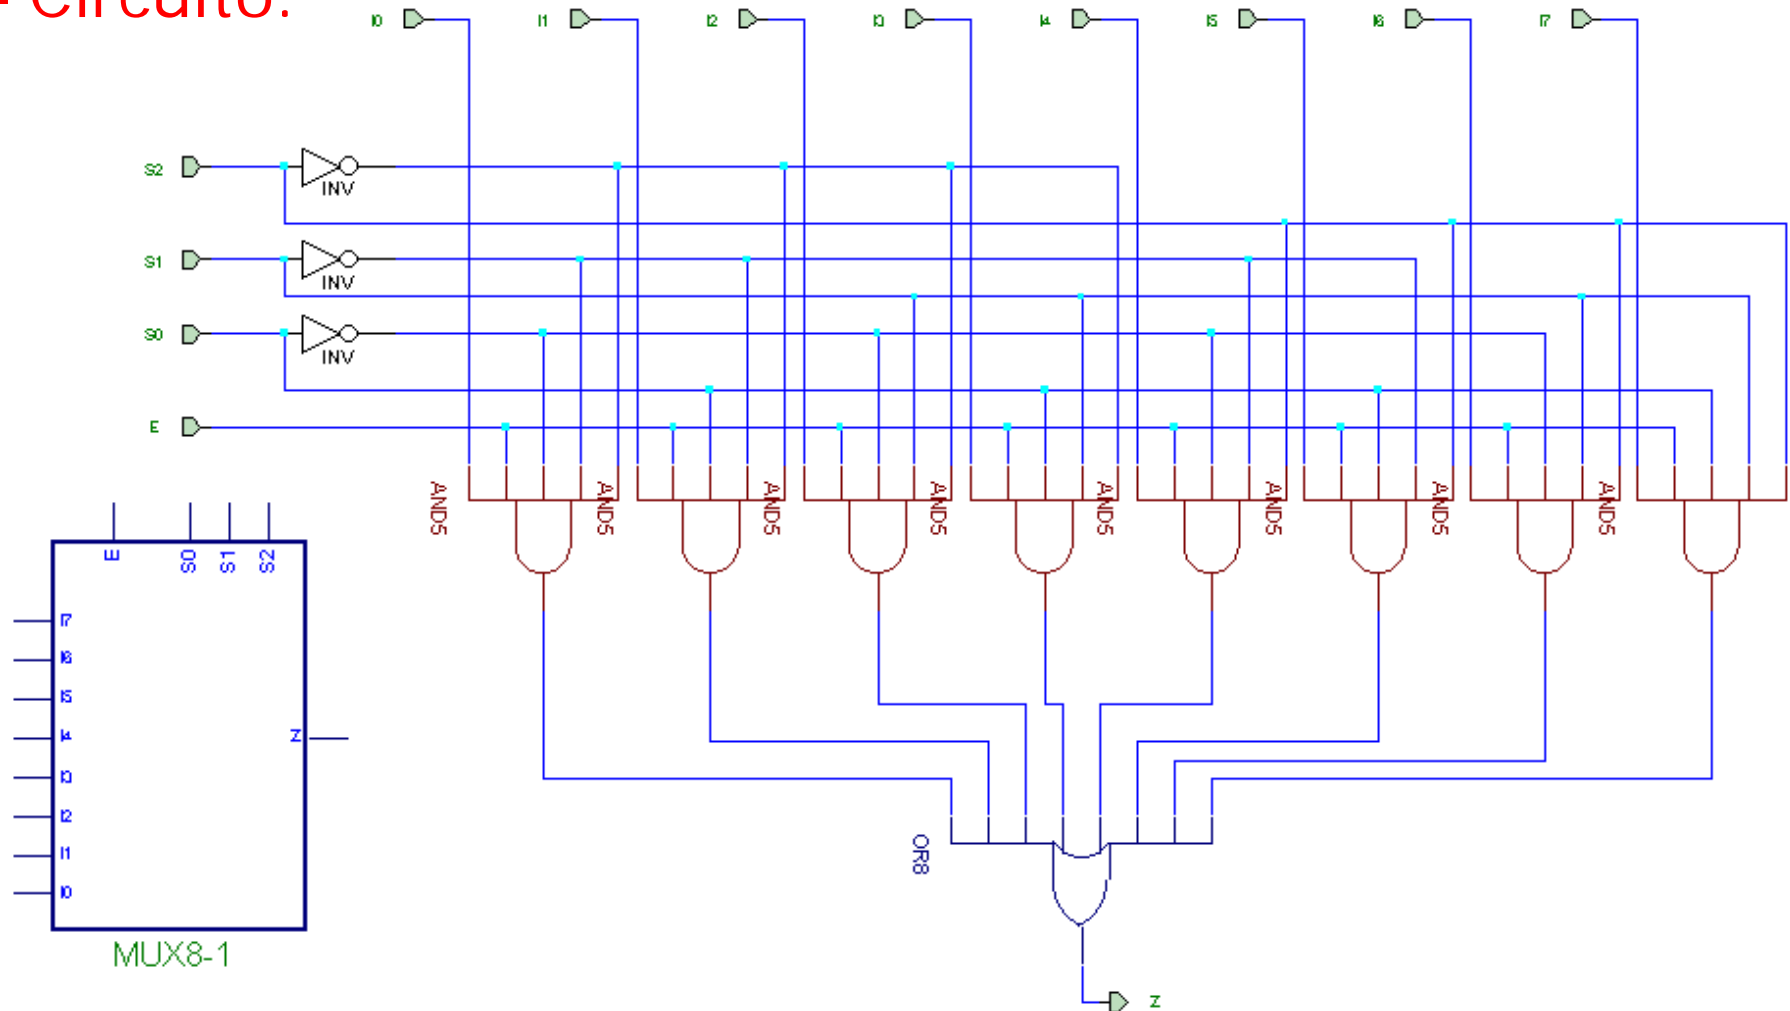 - Circuito:
I0 I1 I2 I3 I4 I5 I6 I7
S2
INV
S1
INV
S0
INV
E
AND5 AND5 AND5 AND5 AND5 AND5 AND5
E S0 S1 S2
I7
I6
I5
I4
Z
I3
I2
I1
I0
MUX8-1
OR8
Z